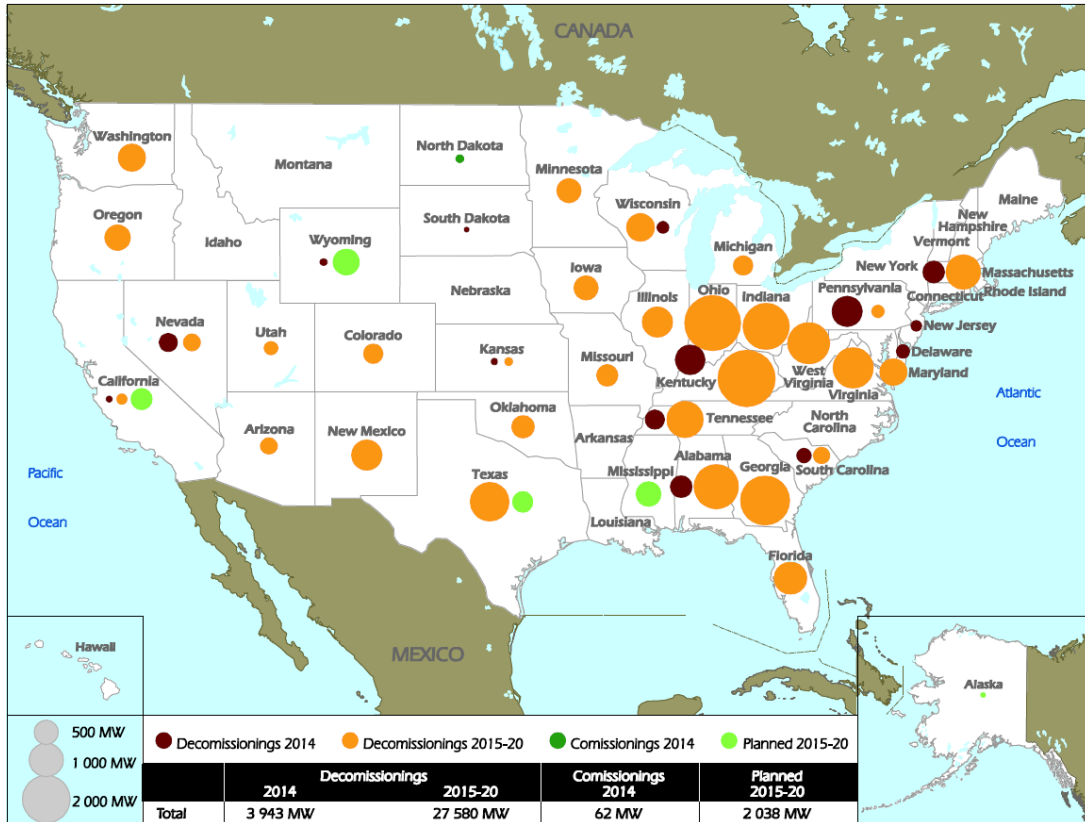 CANADA
Washington
Montana
North Dakota
Minnesota
Oregon
Idaho
Wyoming
South Dakota
Wisconsin
Michigan
Maine
New
Hampshire
Vermont
New York
Massachusetts
Rhode Island
Connecticut
Nebraska
Iowa
Illinois
Ohio
Indiana
Pennsylvania
New Jersey
Delaware
Maryland
Nevada
Utah
Colorado
Kansas
Missouri
Kentucky
West
Virginia
Virginia
California
Arizona
New Mexico
Oklahoma
Arkansas
Tennessee
North
Carolina
South Carolina
Texas
Louisiana
Mississippi
Alabama
Georgia
Florida
Pacific
Ocean
Atlantic
Ocean
MEXICO
Hawaii
Alaska
500 MW
1 000 MW
2 000 MW
Decomissionings 2014
Decomissionings 2015-20
Comissionings 2014
Planned 2015-20
Decomissionings Comissionings Planned
2014 2015-20 2014 2015-20
Total 3 943 MW 27 580 MW 62 MW 2 038 MW